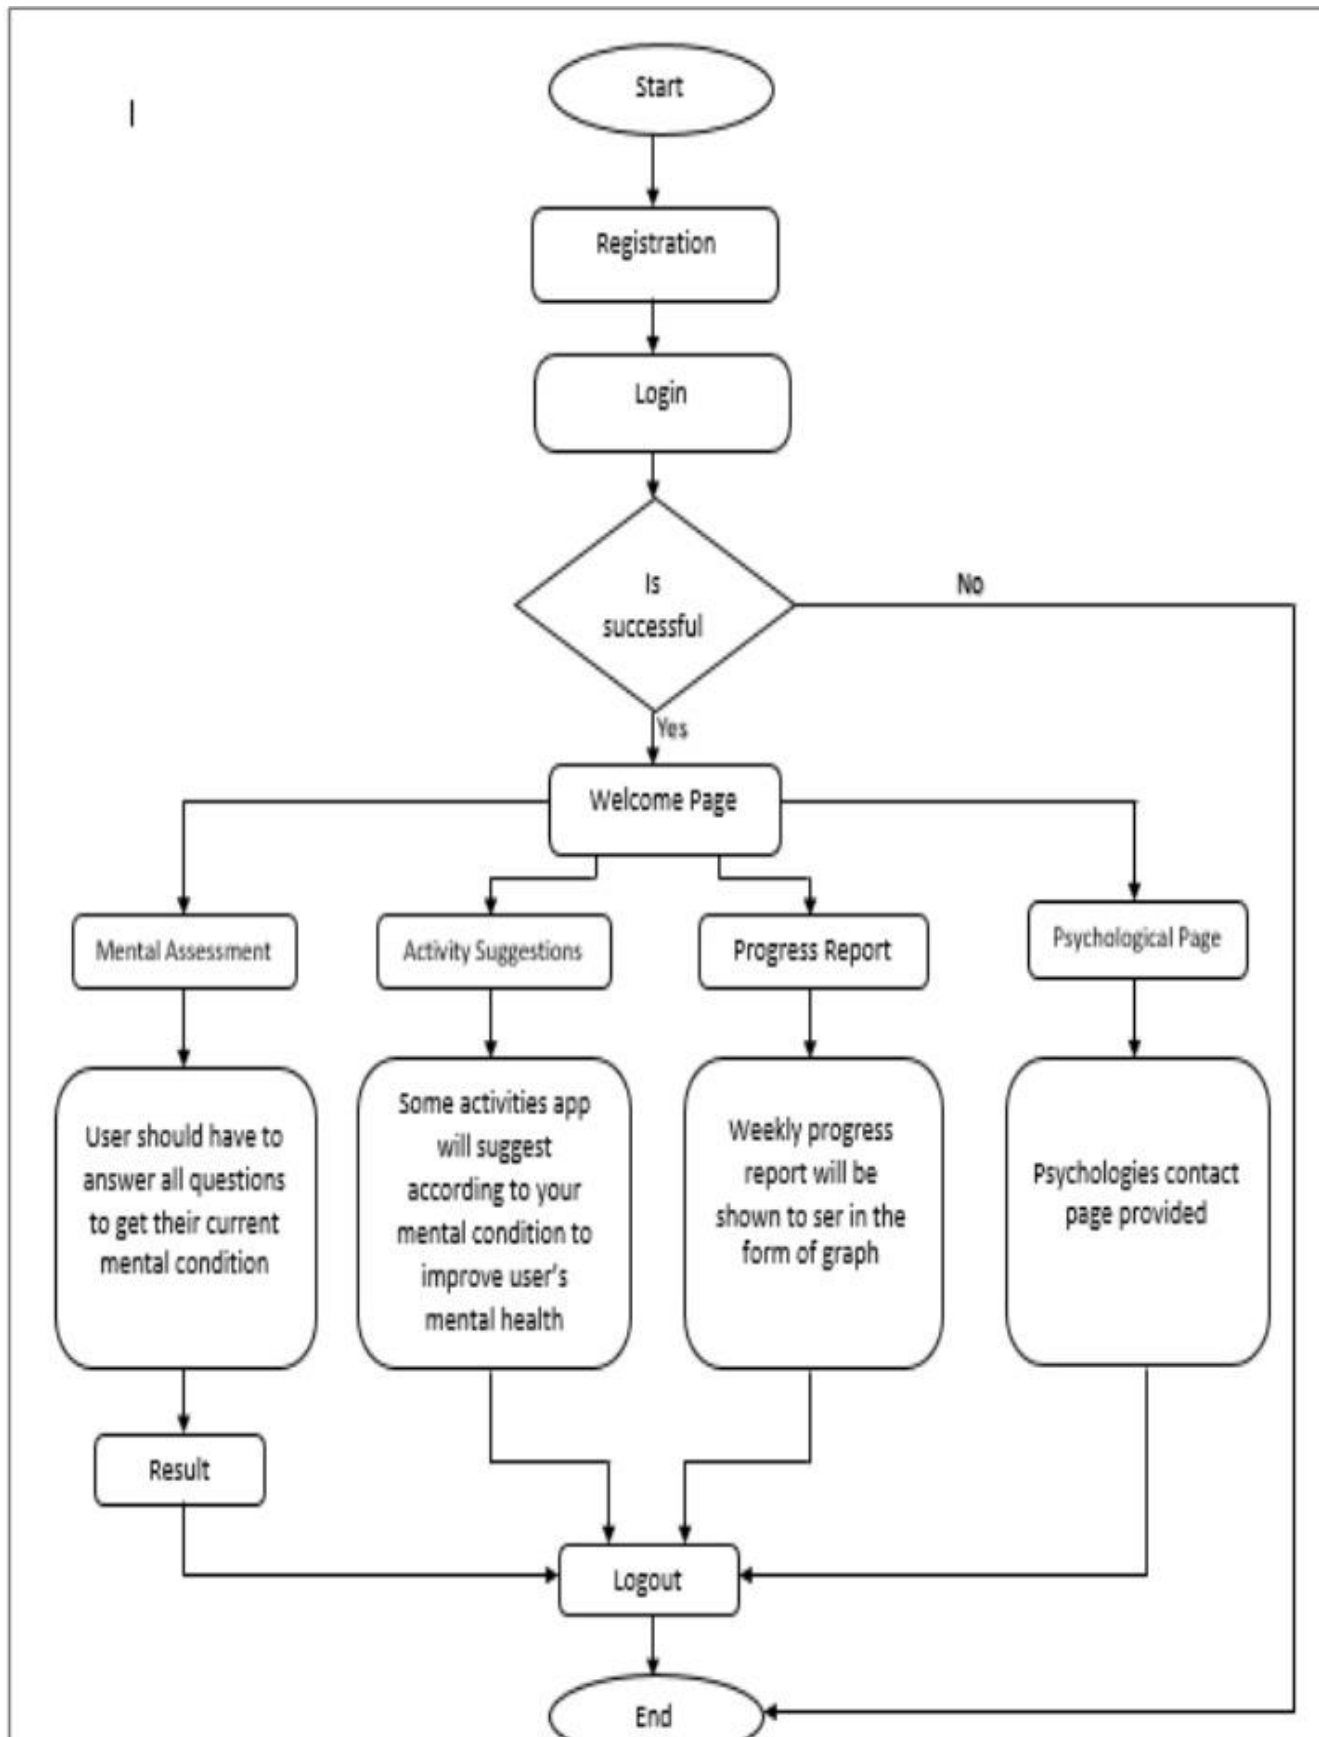 Start
Registration
Login
Is
successful
No
Yes
Welcome Page
Mental Assessment
Activity Suggestions
Progress Report
Psychological Page
User should have to
answer all questions
to get their current
mental condition
Some activities app
will suggest
according to your
mental condition to
improve user's
mental health
Weekly progress
report will be
shown to ser in the
form of graph
Psychologies contact
page provided
Result
Logout
End